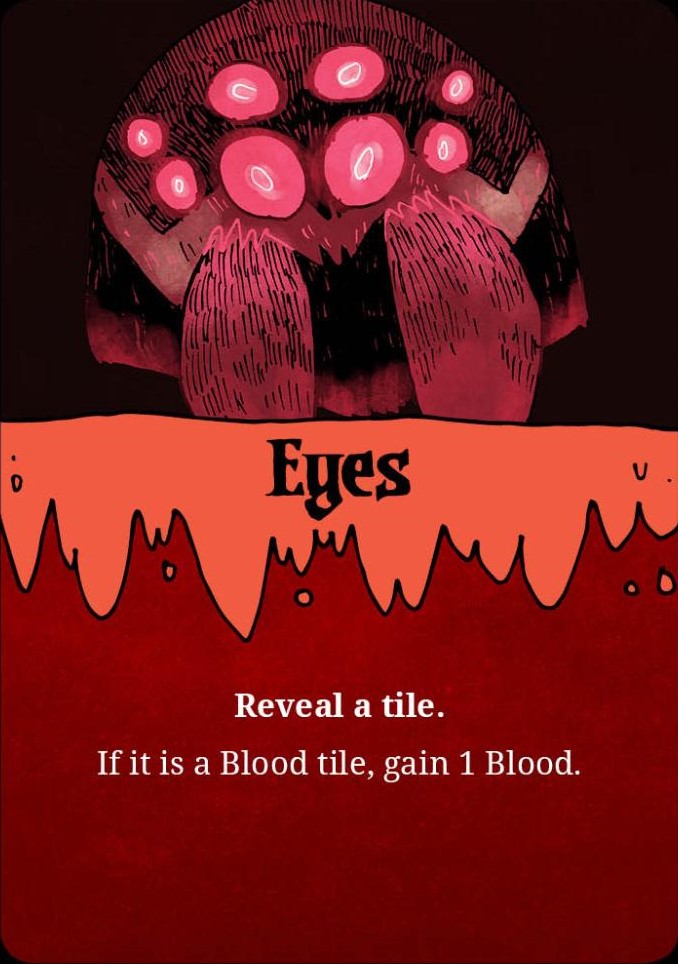 Eyes
Reveal a tile.
If it is a Blood tile, gain 1 Blood.